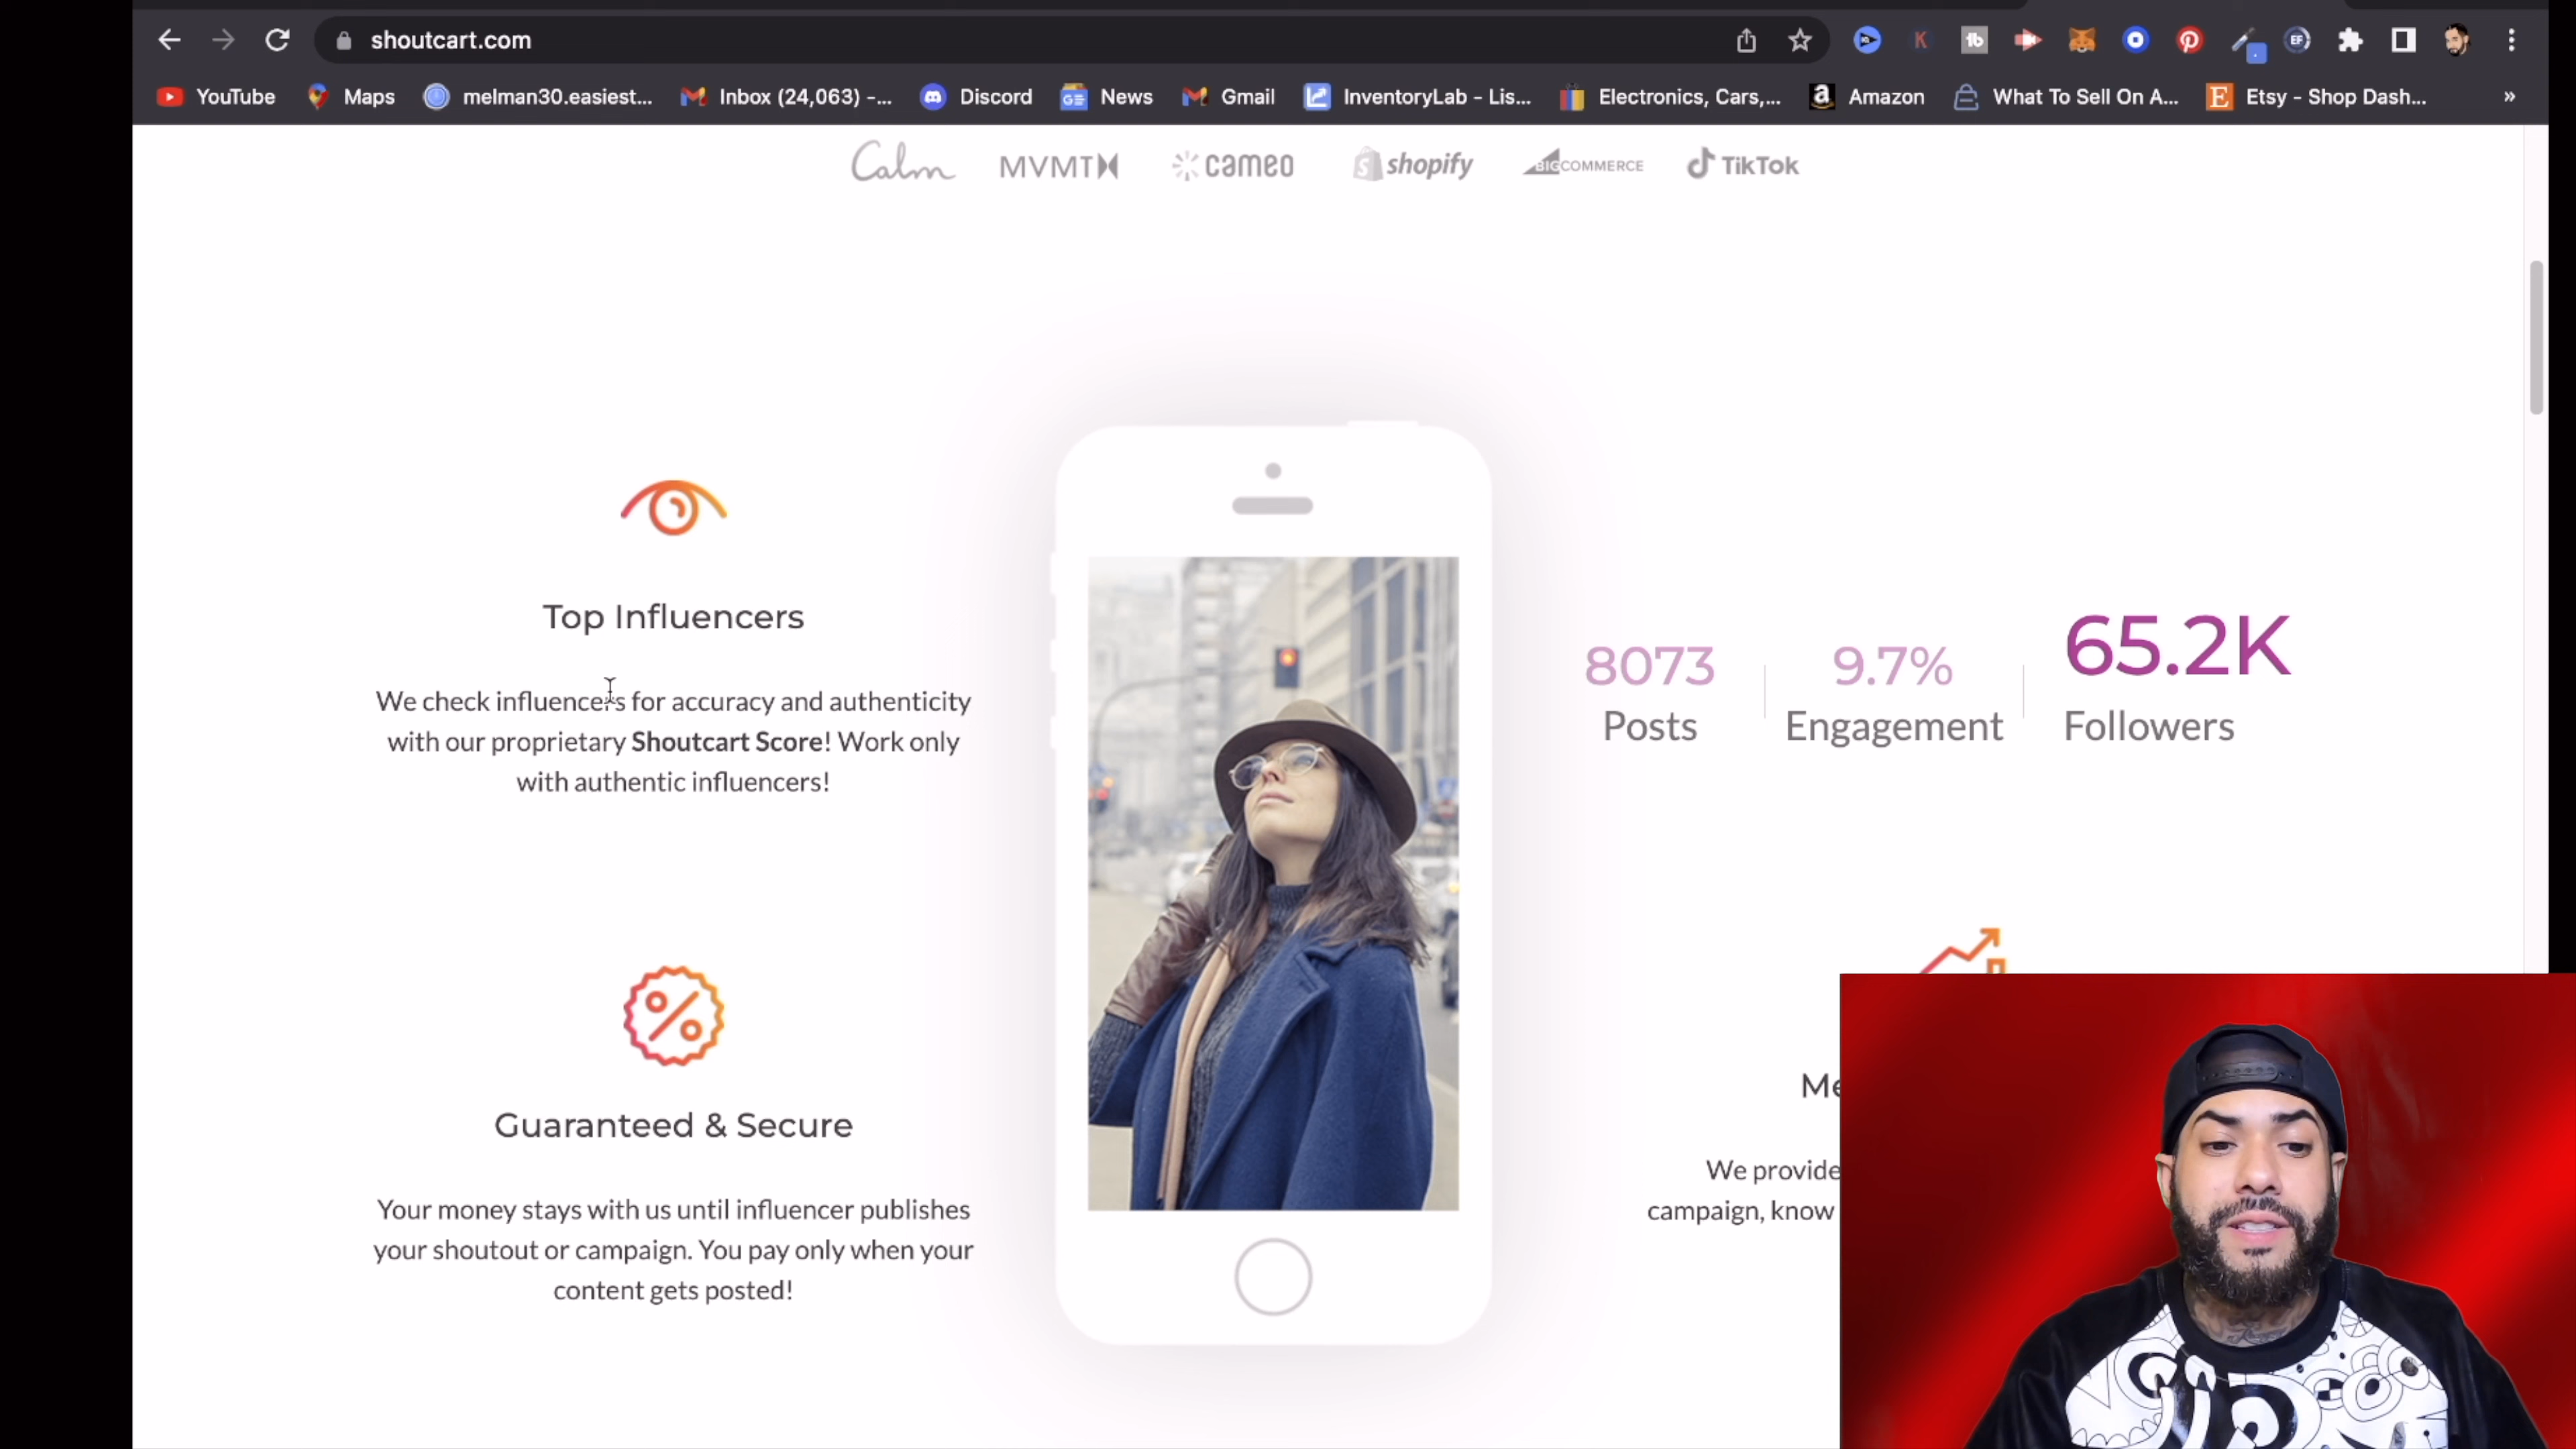 shoutcart.com
YouTube Maps melman30.easiest... Inbox (24,063) -... Discord News Gmail InventoryLab - Lis... Electronics, Cars,... Amazon What To Sell On A... Etsy - Shop Dash... »
Calm MVMT cameo shopify BIGCOMMERCE TikTok
Top Influencers
We check influencers for accuracy and authenticity
with our proprietary Shoutcart Score! Work only
with authentic influencers!
8073 9.7% 65.2K
Posts Engagement Followers
Guaranteed & Secure
Your money stays with us until influencer publishes
your shoutout or campaign. You pay only when your
content gets posted!
Me
We provide
campaign, know